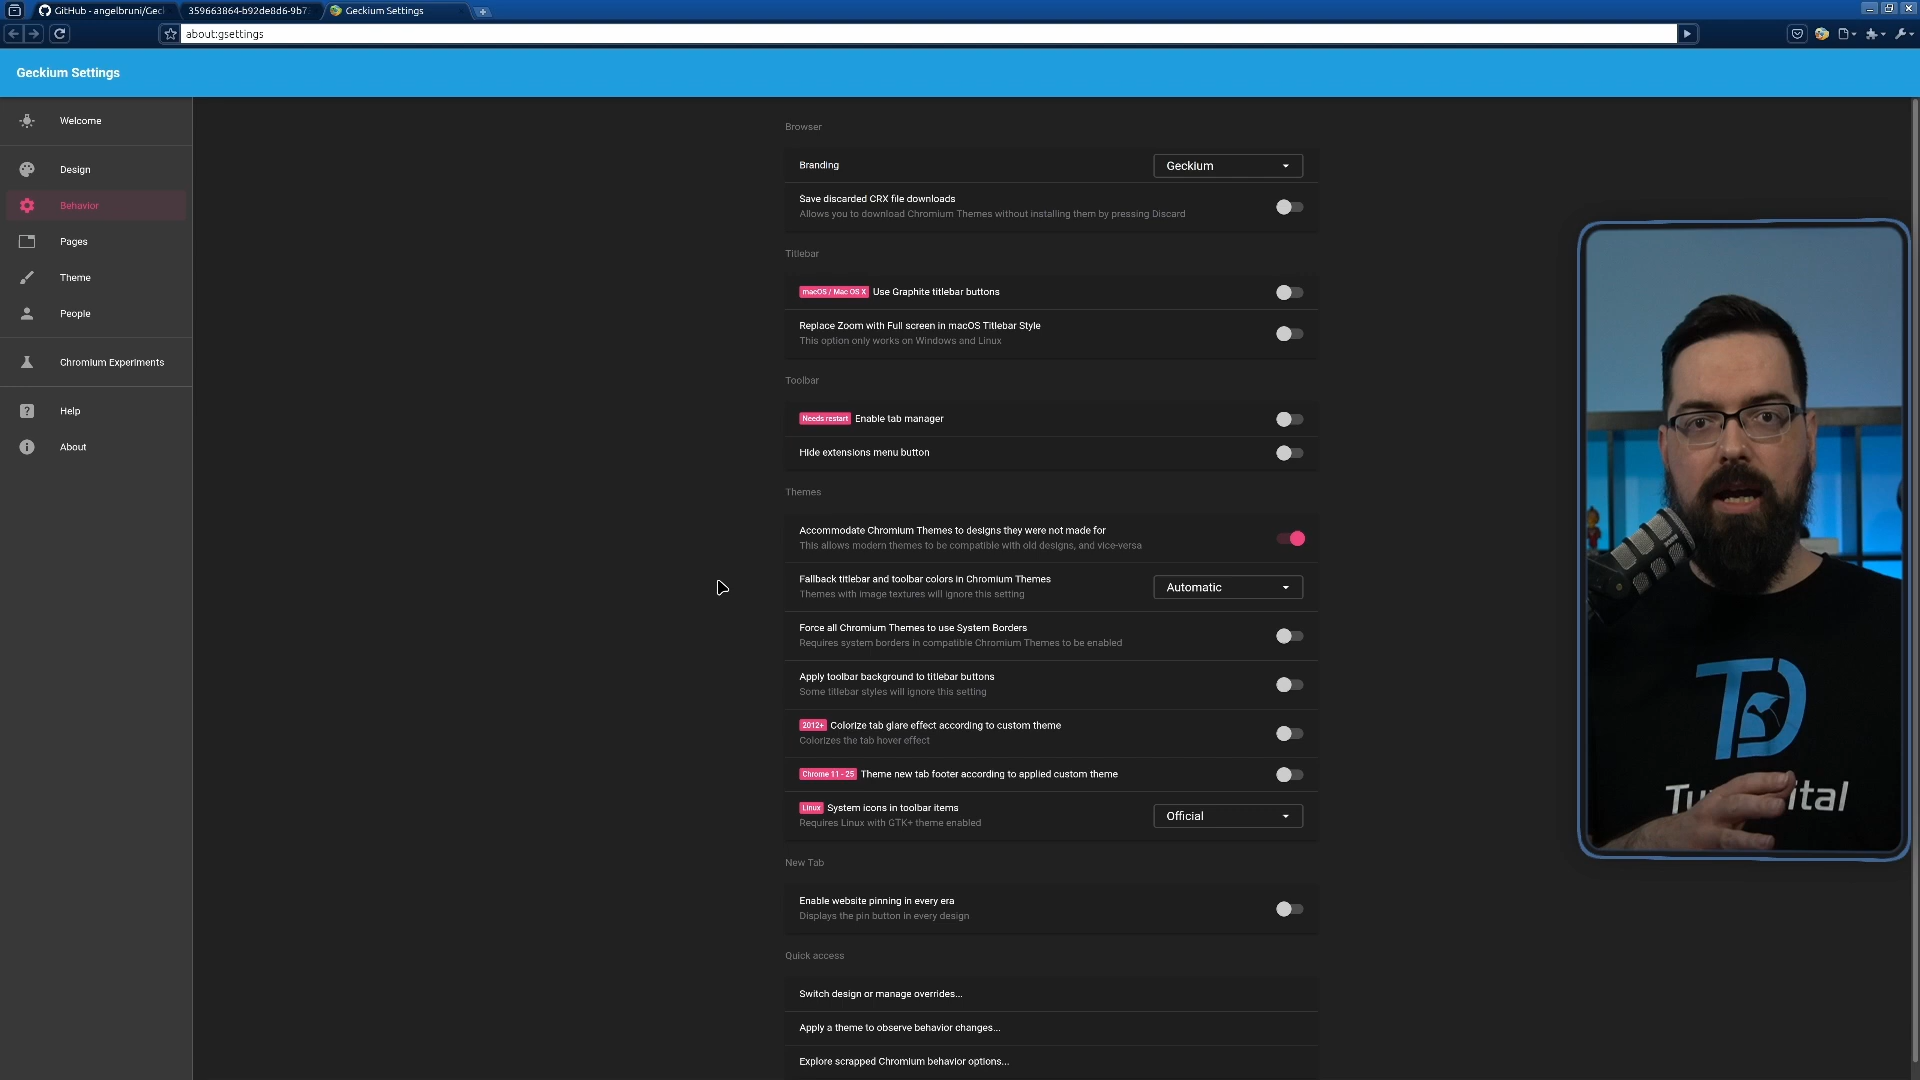 GitHub - angelbruni/Geck
359663864-b92de8d6-9b7
Geckium Settings
about:gsettings
Geckium Settings
Welcome
Design
Behavior
Pages
Theme
People
Chromium Experiments
Help
About
Browser
Branding
Geckium
Save discarded CRX file downloads
Allows you to download Chromium Themes without installing them by pressing Discard
Titlebar
macOS / Mac OS X Use Graphite titlebar buttons
Replace Zoom with Full screen in macOS Titlebar Style
This option only works on Windows and Linux
Toolbar
Needs restart Enable tab manager
Hide extensions menu button
Themes
Accommodate Chromium Themes to designs they were not made for
This allows modern themes to be compatible with old designs, and vice-versa
Fallback titlebar and toolbar colors in Chromium Themes
Themes with image textures will ignore this setting
Automatic
Force all Chromium Themes to use System Borders
Requires system borders in compatible Chromium Themes to be enabled
Apply toolbar background to titlebar buttons
Some titlebar styles will ignore this setting
2012+ Colorize tab glare effect according to custom theme
Colorizes the tab hover effect
Chrome 11 - 25 Theme new tab footer according to applied custom theme
Linux System icons in toolbar items
Requires Linux with GTK+ theme enabled
Official
New Tab
Enable website pinning in every era
Displays the pin button in every design
Quick access
Switch design or manage overrides...
Apply a theme to observe behavior changes...
Explore scrapped Chromium behavior options...
TD